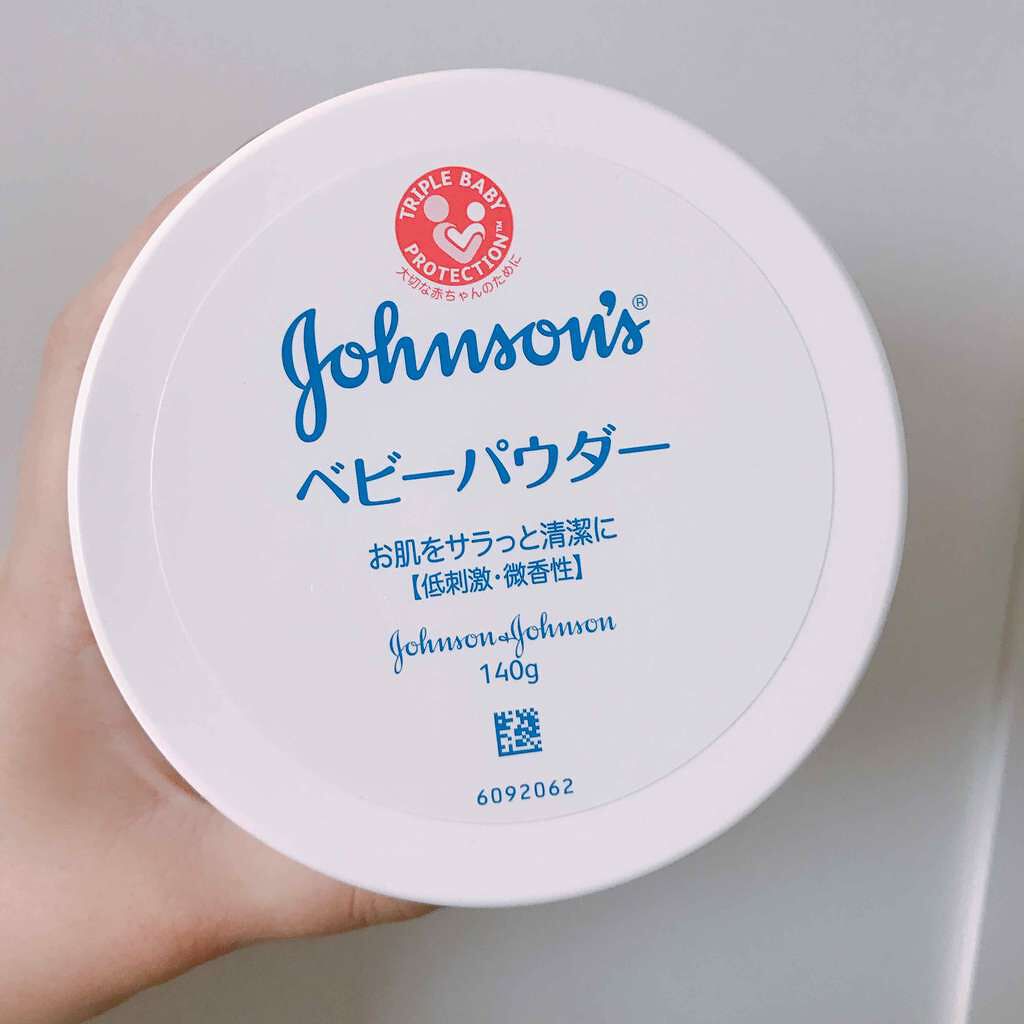 TRIPLE BABY
PROTECTION™
大切な赤ちゃんのために
Johnson's®
ベビーパウダー
お肌をサラっと清潔に
【低刺激・微香性】
Johnson & Johnson
140g
6092062